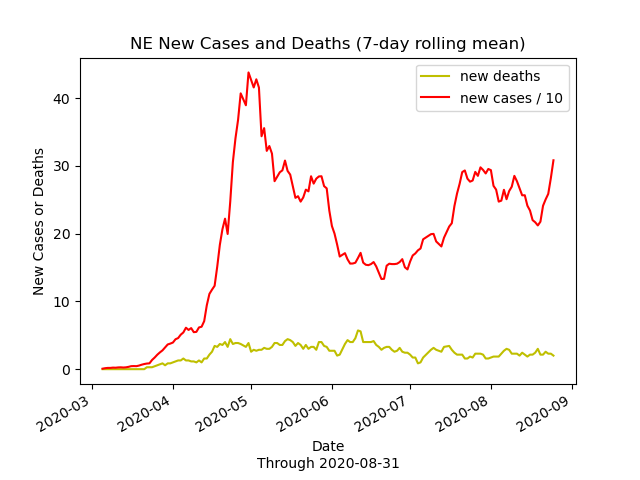 NE New Cases and Deaths (7-day rolling mean)
new deaths
new cases / 10
New Cases or Deaths
40
30
20
10
0
2020-03
2020-04
2020-05
2020-06
2020-07
2020-08
2020-09
Date
Through 2020-08-31